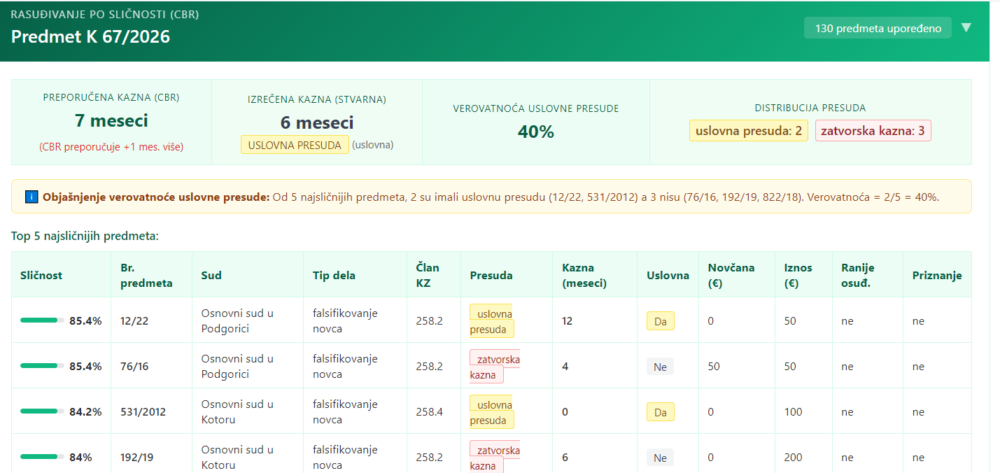 RASUĐIVANJE PO SLIČNOSTI (CBR)
Predmet K 67/2026
130 predmeta upoređeno
PREPORUČENA KAZNA (CBR)
7 meseci
(CBR preporučuje +1 mes. više)
IZREČENA KAZNA (STVARNA)
6 meseci
USLOVNA PRESUDA (uslovna)
VEROVATNOĆA USLOVNE PRESUDE
40%
DISTRIBUCIJA PRESUDA
uslovna presuda: 2 zatvorska kazna: 3
i Objašnjenje verovatnoće uslovne presude: Od 5 najsličnijih predmeta, 2 su imali uslovnu presudu (12/22, 531/2012) a 3 nisu (76/16, 192/19, 822/18). Verovatnoća = 2/5 = 40%.
Top 5 najsličnijih predmeta:
Sličnost
Br.
predmeta
Sud
Tip dela
Član
KZ
Presuda
Kazna
(meseci)
Uslovna
Novčana
(€)
Iznos
(€)
Ranije
osuđ.
Priznanje
85.4%
12/22
Osnovni sud u
Podgorici
falsifikovanje
novca
258.2
uslovna
presuda
12
Da
0
50
ne
ne
85.4%
76/16
Osnovni sud u
Podgorici
falsifikovanje
novca
258.2
zatvorska
kazna
4
Ne
50
50
ne
ne
84.2%
531/2012
Osnovni sud u
Kotoru
falsifikovanje
novca
258.4
uslovna
presuda
0
Da
0
100
ne
ne
84%
192/19
Osnovni sud u
Kotoru
falsifikovanje
novca
258.2
zatvorska
kazna
6
Ne
0
200
ne
ne